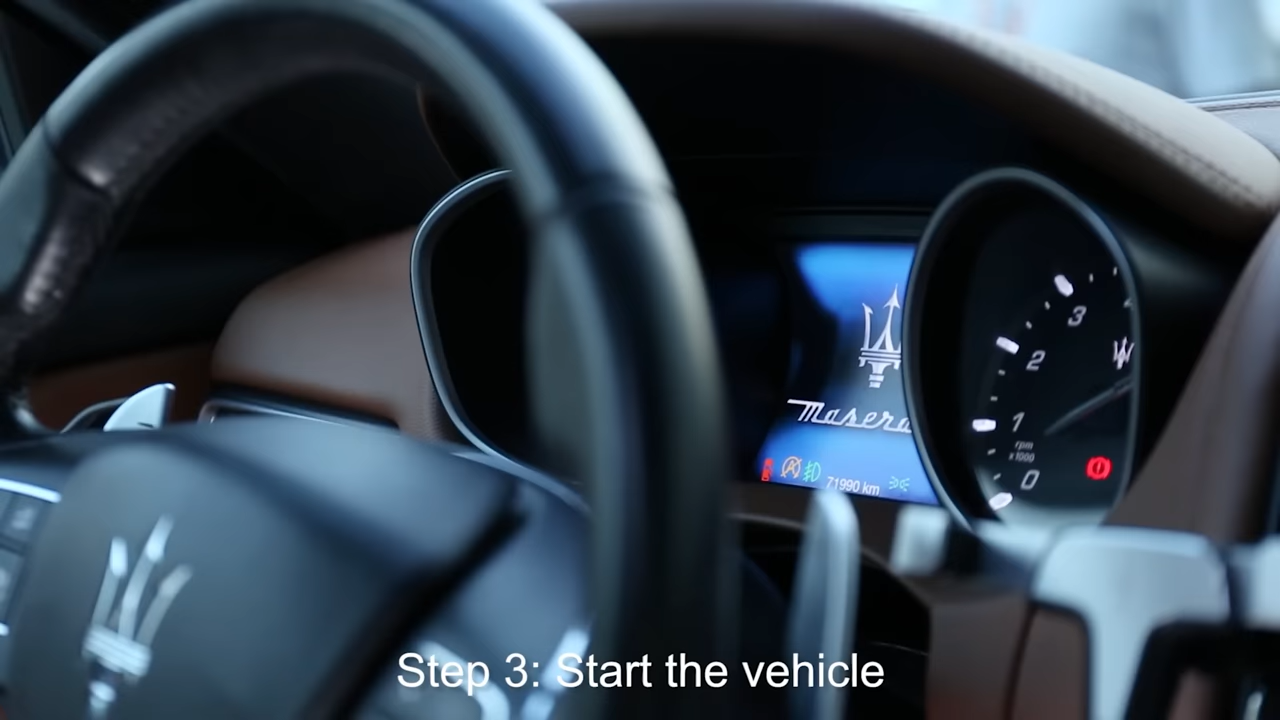 Masera
71990 km
3
2
1
rpm
x1000
0
Step 3: Start the vehicle